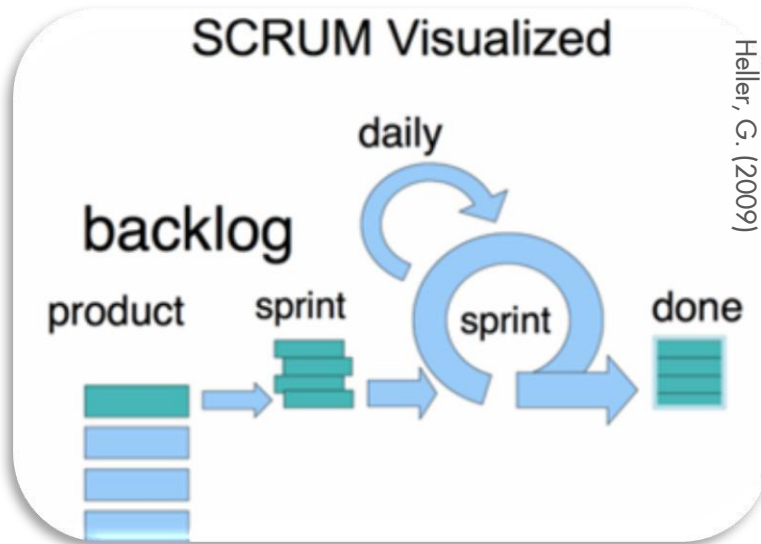 SCRUM Visualized
Heller, G. (2009)
daily
backlog
product
sprint
sprint
done